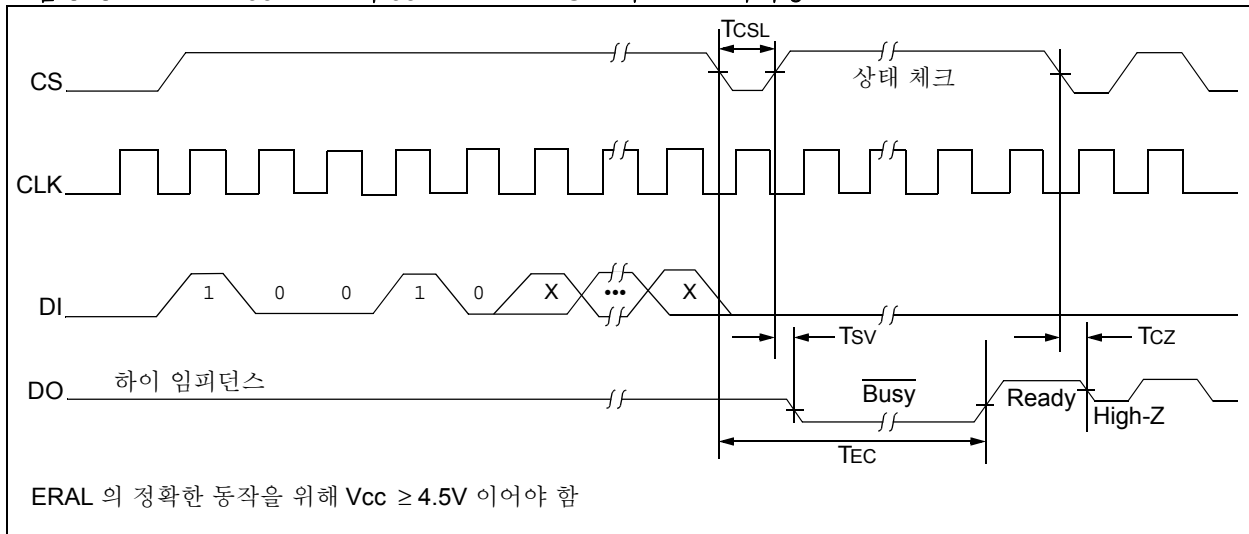 TCSL
CS
상태 체크
CLK
DI
1 0 0 1 0 X ••• X
TSV
TCZ
DO
하이 임피던스
Busy
Ready
High-Z
TEC
ERAL 의 정확한 동작을 위해 Vcc ≥ 4.5V 이어야 함